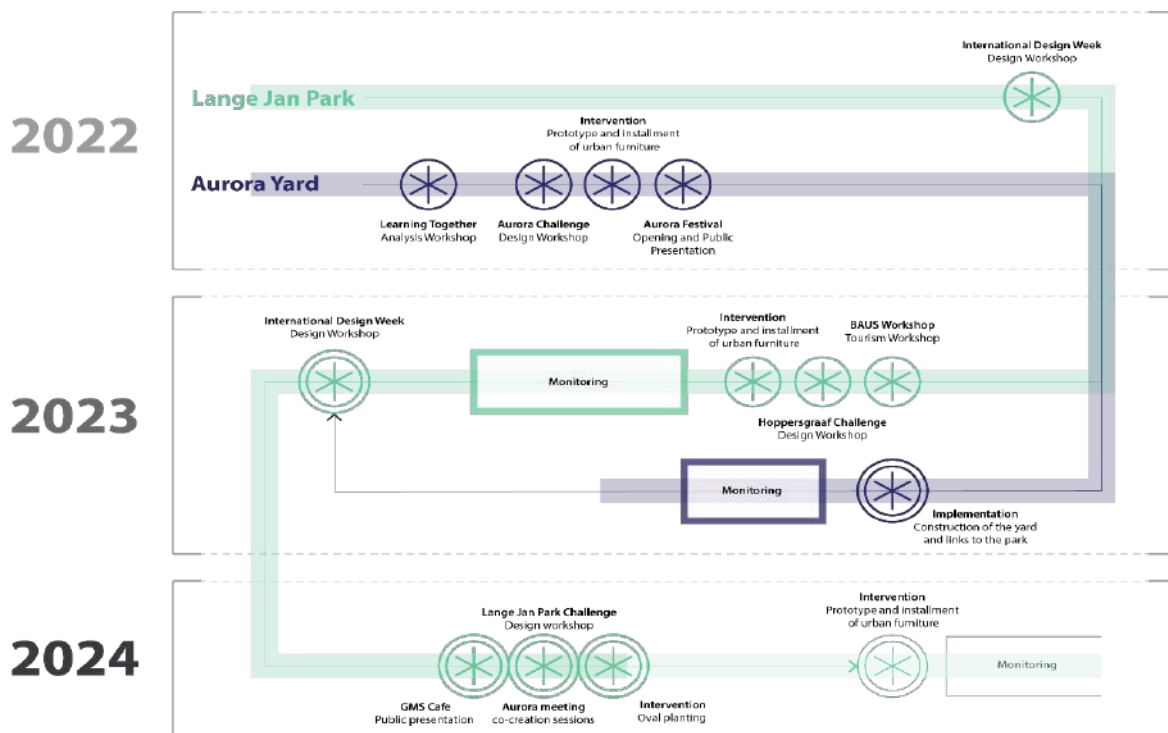 2022
International Design Week
Design Workshop
Lange Jan Park
Intervention
Prototype and installment
of urban furniture
Aurora Yard
Learning Together
Analysis Workshop
Aurora Challenge
Design Workshop
Aurora Festival
Opening and Public
Presentation
2023
International Design Week
Design Workshop
Monitoring
Intervention
Prototype and installment
of urban furniture
BAUS Workshop
Tourism Workshop
Hoppersgraaf Challenge
Design Workshop
Monitoring
Implementation
Construction of the yard
and links to the park
2024
Lange Jan Park Challenge
Design workshop
Intervention
Prototype and installment
of urban furniture
Monitoring
GMS Cafe
Public presentation
Aurora meeting
co-creation sessions
Intervention
Oval planting